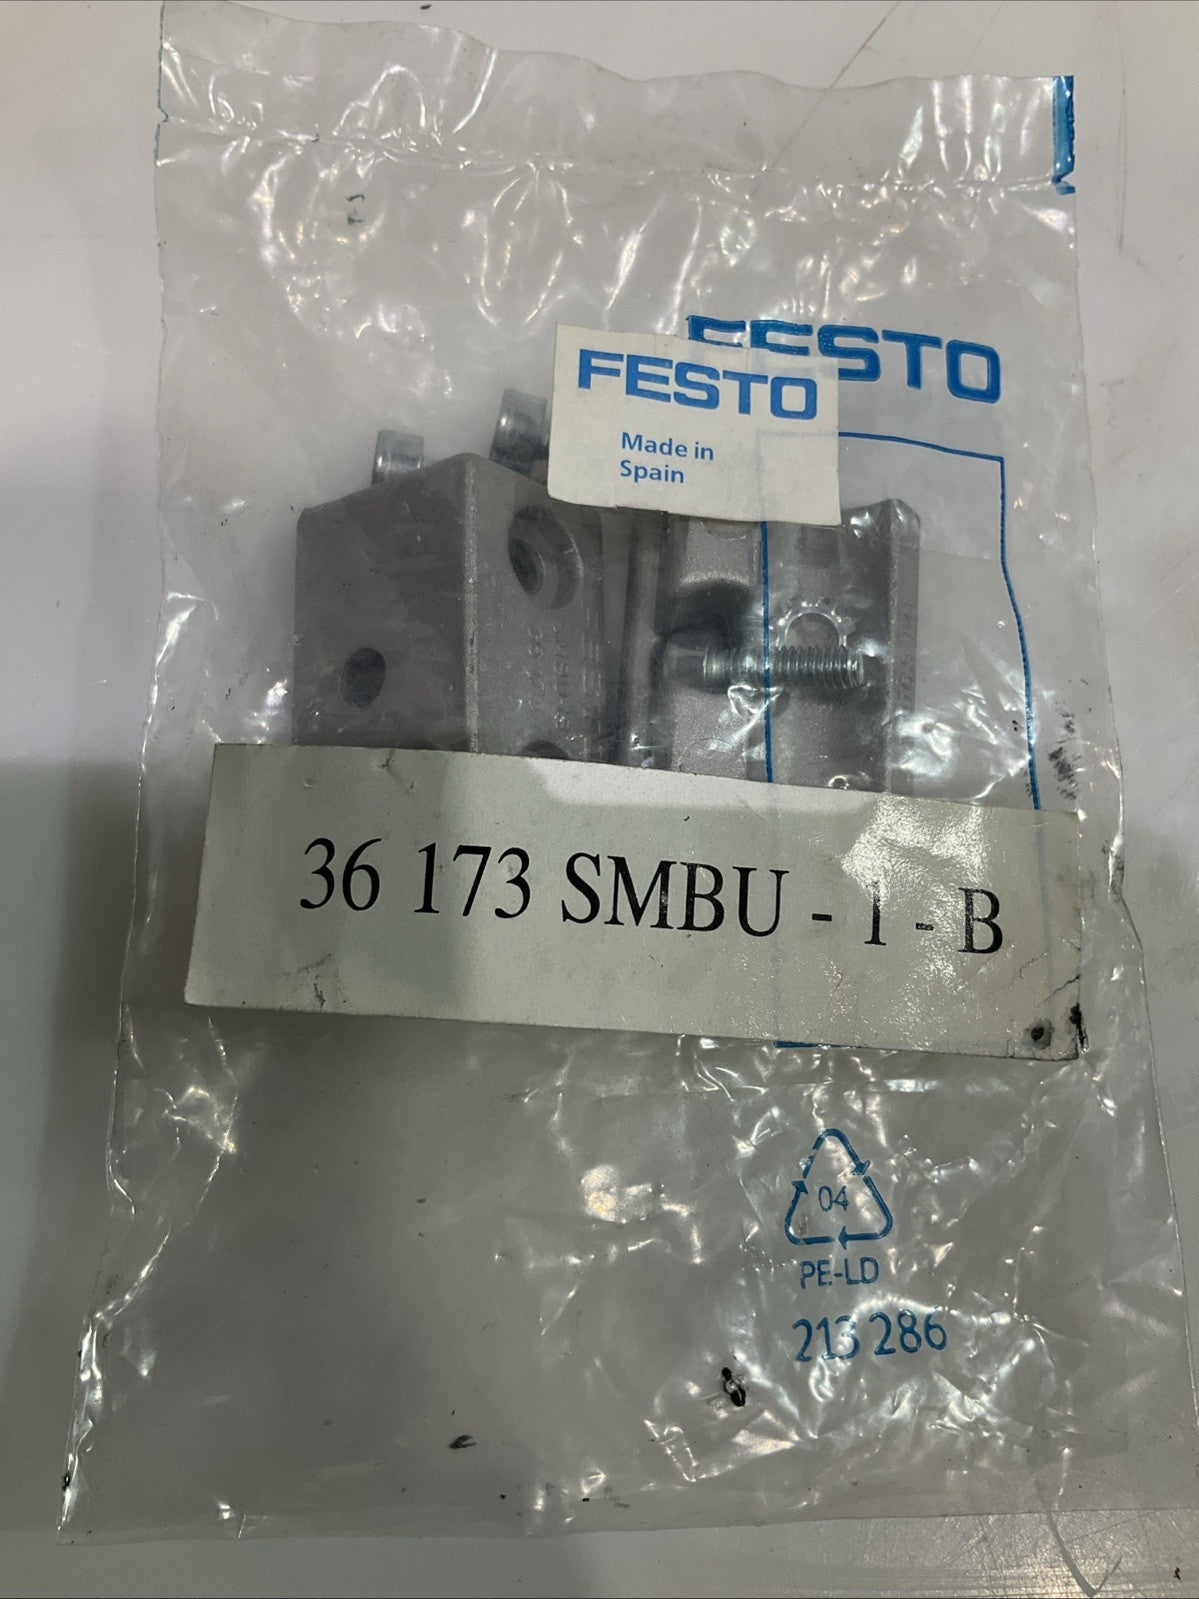 FESTO
FESTO
Made in
Spain
36 173 SMBU - 1 - B
04
PE-LD
213 286